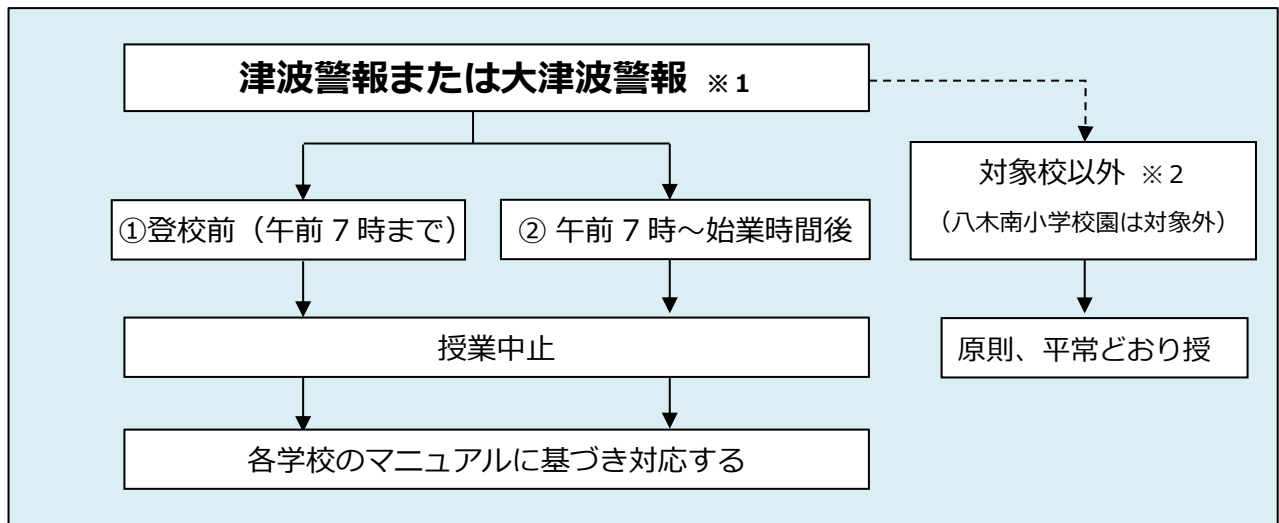 津波警報または大津波警報 ※1
対象校以外 ※2
（八木南小学校園は対象外）
①登校前（午前7時まで）
② 午前7時～始業時間後
授業中止
原則、平常どおり授
各学校のマニュアルに基づき対応する